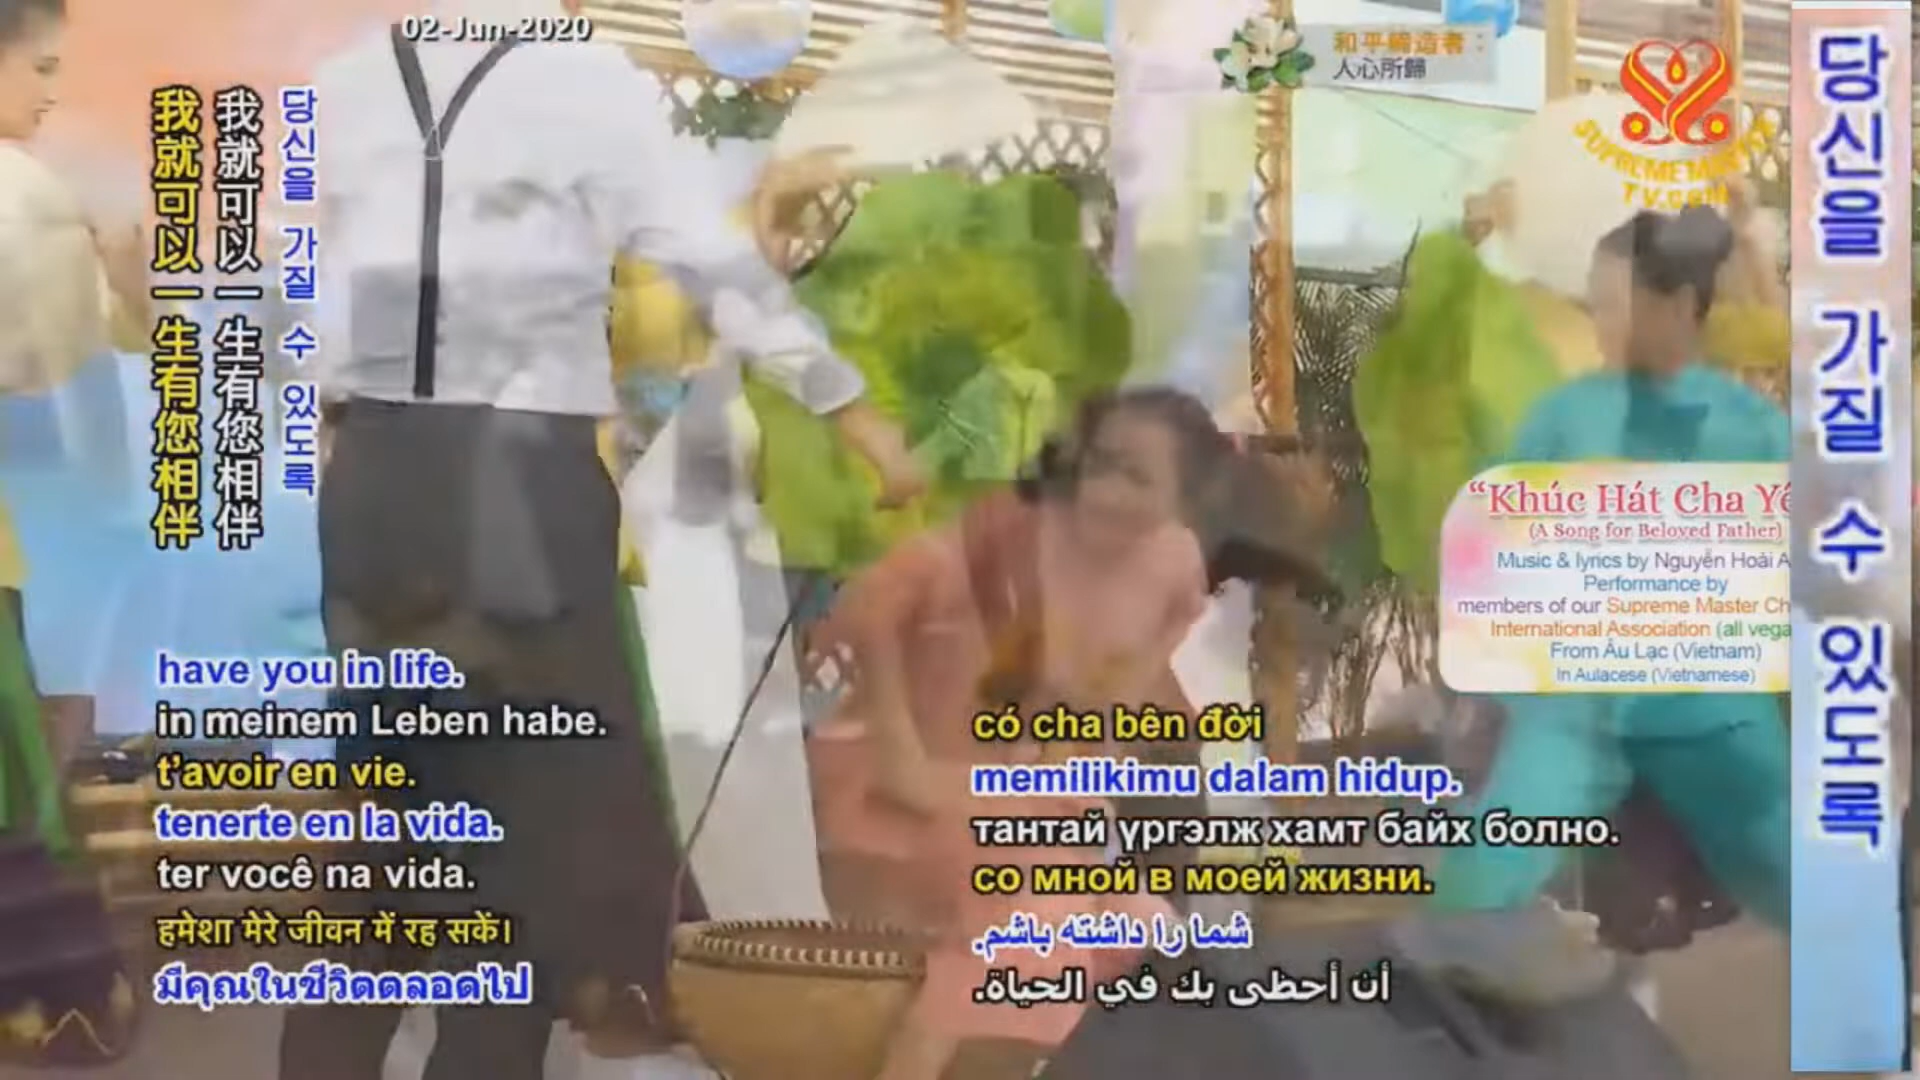 02-Jun-2020
和平締造者：
人心所歸
SUPREMEMASTER
TV.com
我就可以一生有您相伴
我就可以一生有您相伴
당신을 가질 수 있도록
당신을 가질 수 있도록
"Khúc Hát Cha
(A Song for Beloved Father)
Music & lyrics by Nguyễn Hoài
Performance by
members of our Supreme Master
International Association (all
From Âu Lạc (Vietnam)
In Aulacese (Vietnamese)
have you in life.
in meinem Leben habe.
t’avoir en vie.
tenerte en la vida.
ter você na vida.
हमेशा मेरे जीवन में रह सकें।
มีคุณในชีวิตตลอดไป
có cha bên đời
memilikimu dalam hidup.
тантай үргэлж хамт байх болно.
со мной в моей жизни.
شما را داشته باشم.
أن أحظى بك في الحياة.